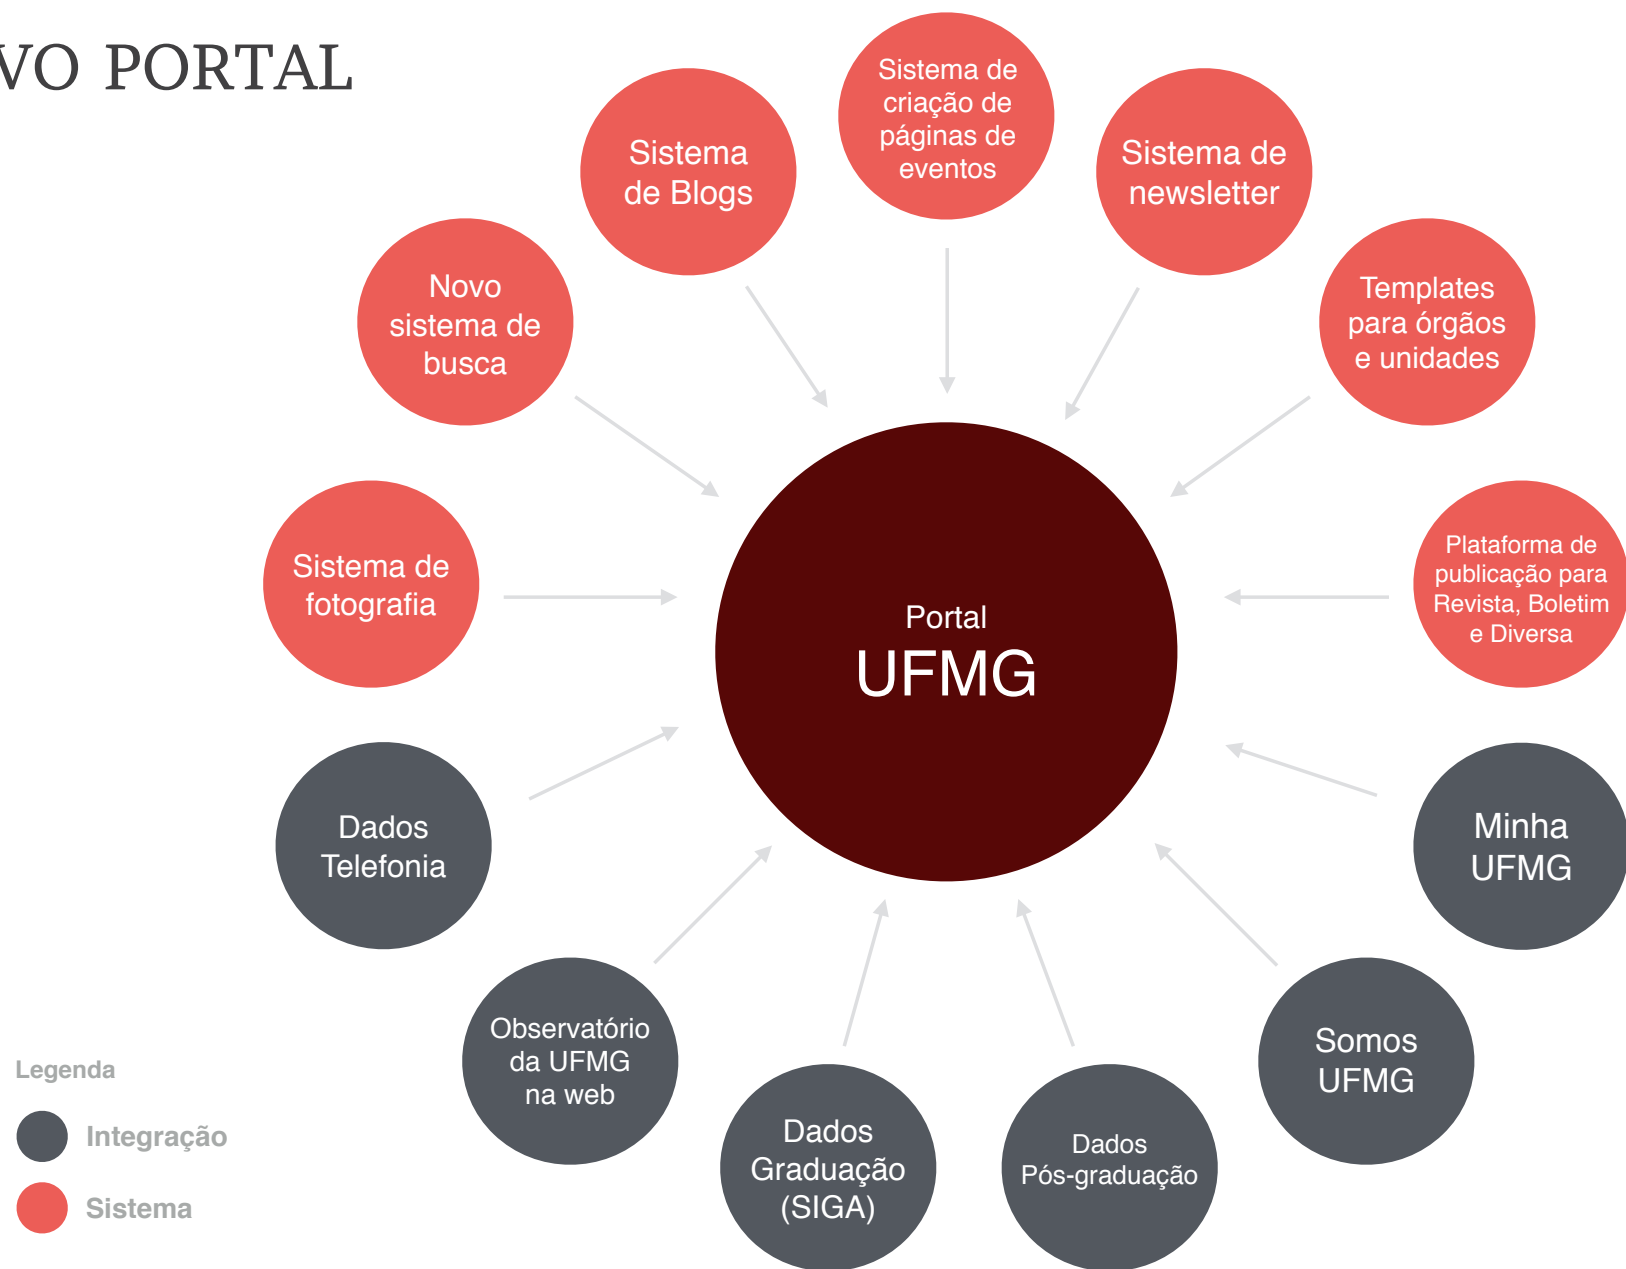 VO PORTAL
Sistema de
criação de
páginas de
eventos
Sistema
de Blogs
Sistema de
newsletter
Novo
sistema de
busca
Templates
para órgãos
e unidades
Sistema de
fotografia
Plataforma de
publicação para
Revista, Boletim
e Diversa
Portal
UFMG
Dados
Telefonia
Minha
UFMG
Observatório
da UFMG
na web
Somos
UFMG
Dados
Graduação
(SIGA)
Dados
Pós-graduação
Legenda
Integração
Sistema